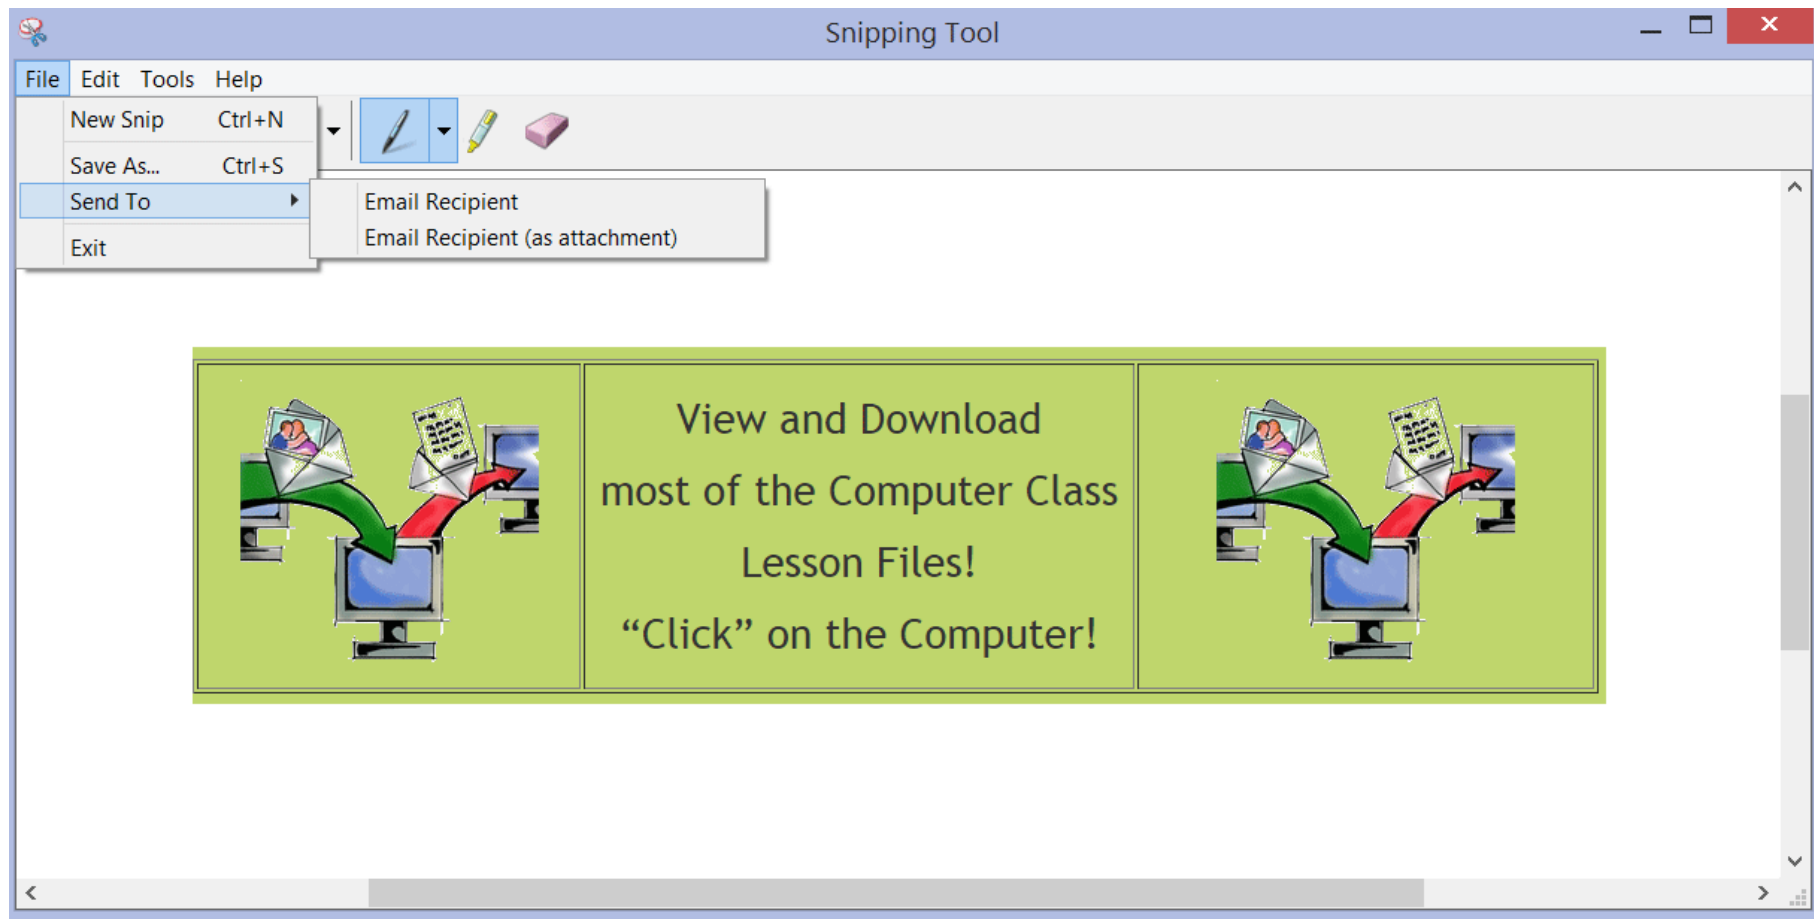 Snipping Tool
File Edit Tools Help
New Snip Ctrl+N
Save As... Ctrl+S
Send To
Exit
Email Recipient
Email Recipient (as attachment)
View and Download
most of the Computer Class
Lesson Files!
“Click” on the Computer!